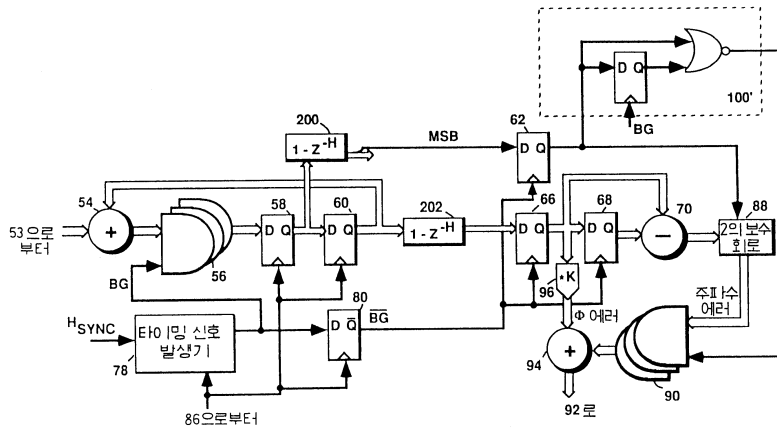 100'
D Q
BG
200
1 - Z⁻ᴴ
MSB
62
D Q
54
+
53으로
부터
56
BG
58
D Q
60
D Q
202
1 - Z⁻ᴴ
66
D Q
68
D Q
70
−
88
2의 보수
회로
*K
96
Φ 에러
주파수
에러
HSYNC
타이밍 신호
발생기
78
80
D Q̅
B̅G̅
86으로부터
94
+
92로
90